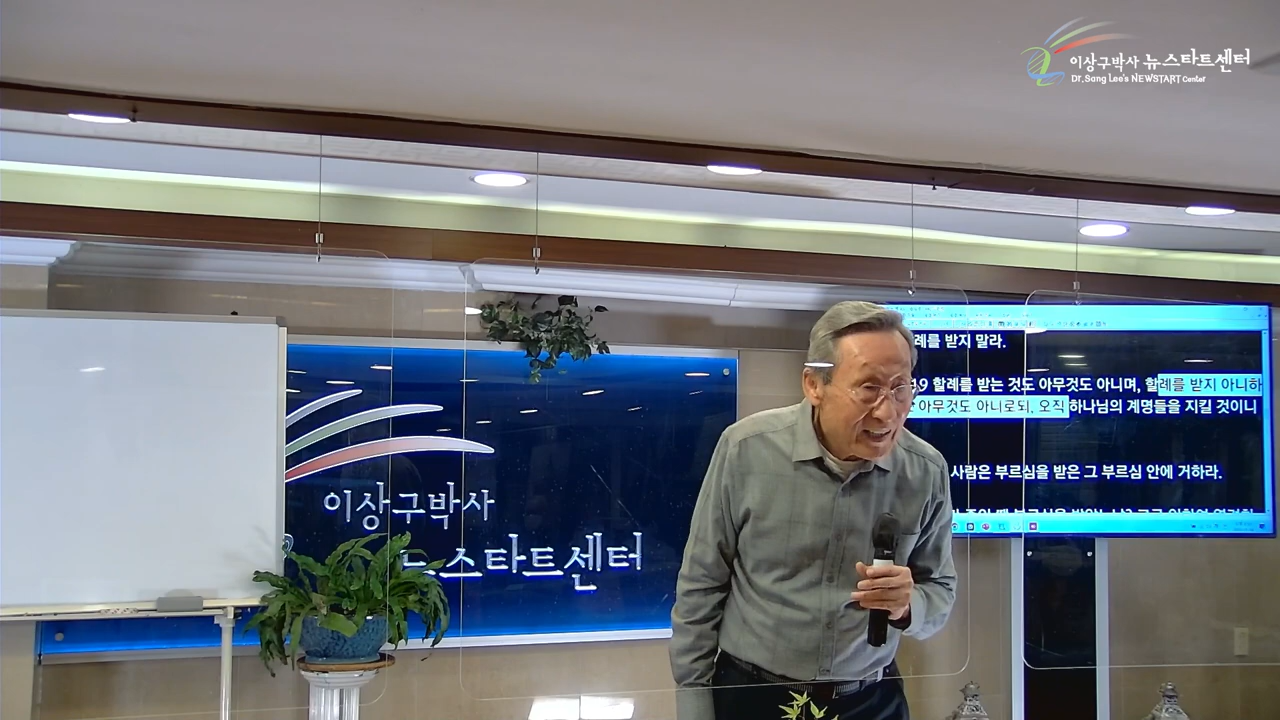 이상구박사 뉴스타트센터
Dr. Sang Lee's NEWSTART Center
례를 받지 말라.
9 할례를 받는 것도 아무것도 아니며, 할례를 받지 아니하
아무것도 아니로되, 오직 하나님의 계명들을 지킬 것이니
사람은 부르심을 받은 그 부르심 안에 거하라.
이상구박사
뉴스타트센터